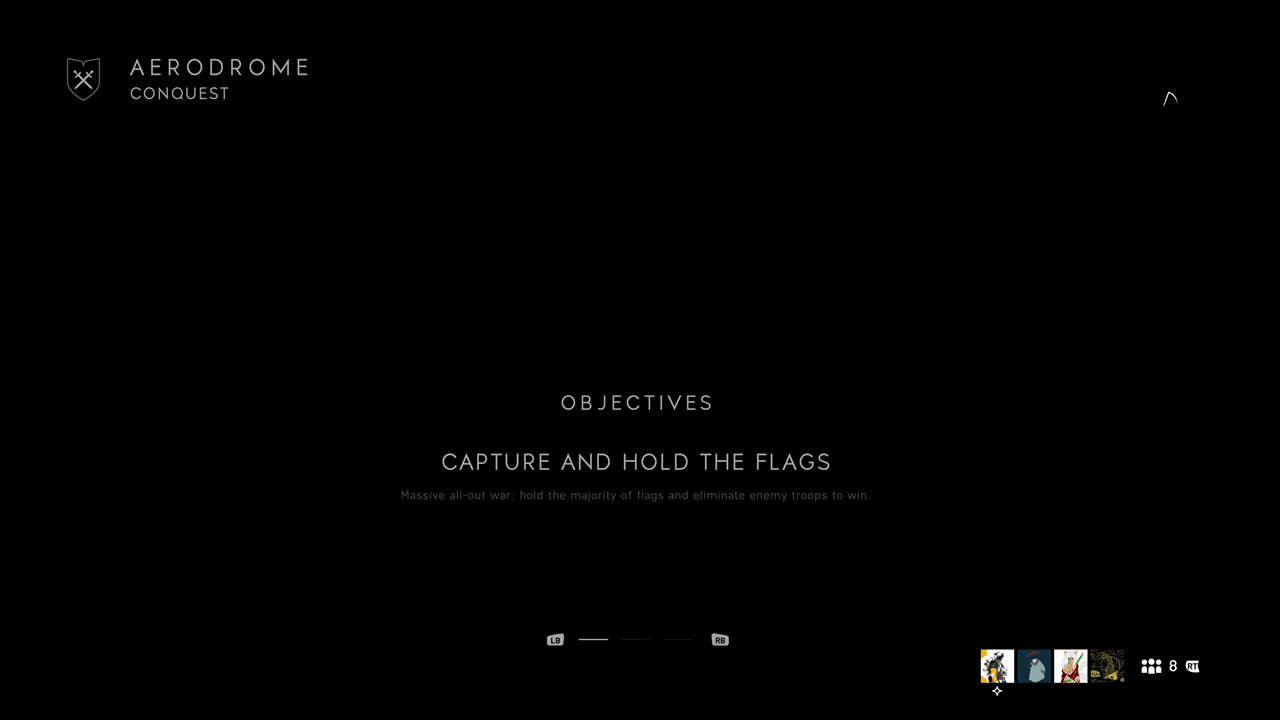 AERODROME
CONQUEST
OBJECTIVES
CAPTURE AND HOLD THE FLAGS
Massive all-out war: hold the majority of flags and eliminate enemy troops to win.
LB RB
8 RT